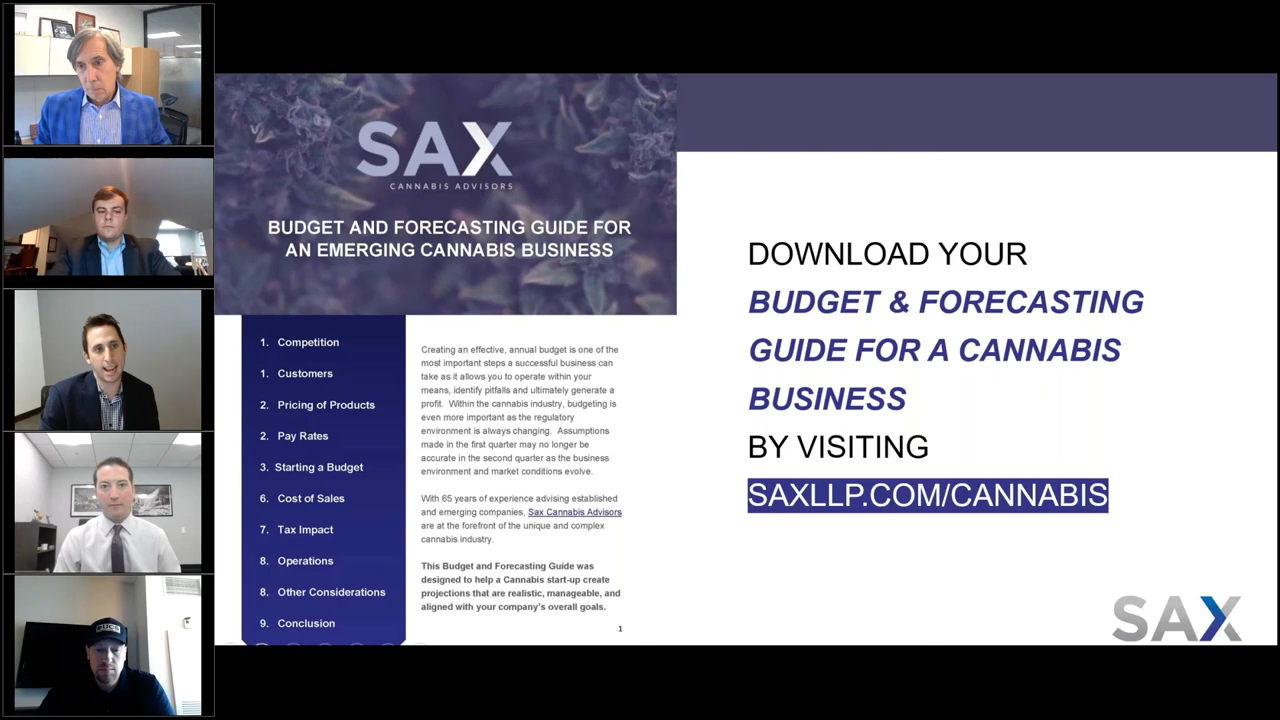 SAX
CANNABIS ADVISORS
BUDGET AND FORECASTING GUIDE FOR
AN EMERGING CANNABIS BUSINESS
1. Competition
1. Customers
2. Pricing of Products
2. Pay Rates
3. Starting a Budget
6. Cost of Sales
7. Tax Impact
8. Operations
8. Other Considerations
9. Conclusion
Creating an effective, annual budget is one of the
most important steps a successful business can
take as it allows you to operate within your
means, identify pitfalls and ultimately generate a
profit. Within the cannabis industry, budgeting is
even more important as the regulatory
environment is always changing. Assumptions
made in the first quarter may no longer be
accurate in the second quarter as the business
environment and market conditions evolve.
With 65 years of experience advising established
and emerging companies, Sax Cannabis Advisors
are at the forefront of the unique and complex
cannabis industry.
This Budget and Forecasting Guide was
designed to help a Cannabis start-up create
projections that are realistic, manageable, and
aligned with your company's overall goals.
1
DOWNLOAD YOUR
BUDGET & FORECASTING
GUIDE FOR A CANNABIS
BUSINESS
BY VISITING
SAXLLP.COM/CANNABIS
SAX
UCS